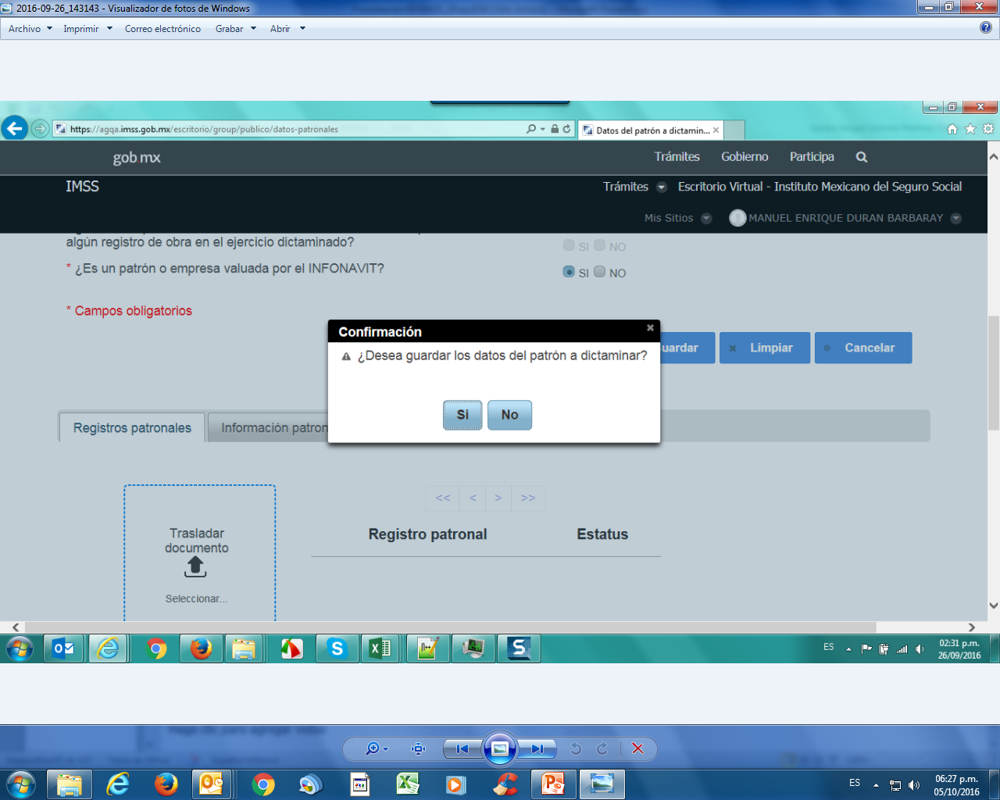 2016-09-26_143143 - Visualizador de fotos de Windows
Archivo Imprimir Correo electrónico Grabar Abrir
https://agqa.imss.gob.mx/escritorio/group/publico/datos-patronales
Datos del patrón a dictamin...
gob.mx
Trámites Gobierno Participa
IMSS
Trámites Escritorio Virtual - Instituto Mexicano del Seguro Social
Mis Sitios MANUEL ENRIQUE DURAN BARBARAY
algún registro de obra en el ejercicio dictaminado?
SI NO
* ¿Es un patrón o empresa valuada por el INFONAVIT?
SI NO
* Campos obligatorios
Confirmación
¿Desea guardar los datos del patrón a dictaminar?
Si No
uardar Limpiar Cancelar
Registros patronales Información patron
<< < > >>
Trasladar
documento
Seleccionar...
Registro patronal Estatus
ES
02:31 p.m.
26/09/2016
ES
06:27 p.m.
05/10/2016